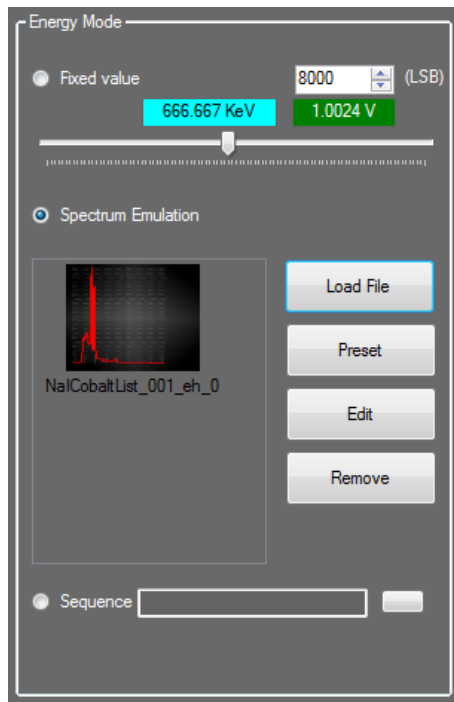 Energy Mode
Fixed value 8000 (LSB)
666.667 KeV 1.0024 V
Spectrum Emulation
Load File
Preset
NaICobaltList_001_eh_0
Edit
Remove
Sequence